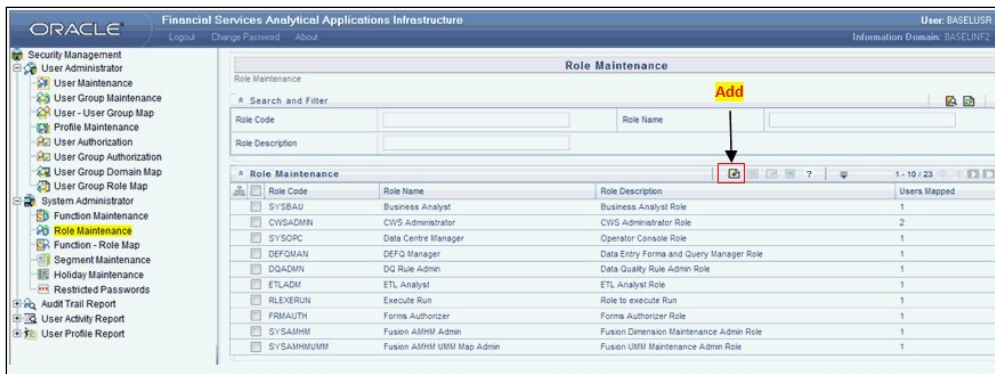 ORACLE
Financial Services Analytical Applications Infrastructure
User: BASELUSR
Logout Change Password About
Information Domain: BASELINF2
Security Management
User Administrator
User Maintenance
User Group Maintenance
User - User Group Map
Profile Maintenance
User Authorization
User Group Authorization
User Group Domain Map
User Group Role Map
System Administrator
Function Maintenance
Role Maintenance
Function - Role Map
Segment Maintenance
Holiday Maintenance
Restricted Passwords
Audit Trail Report
User Activity Report
User Profile Report
Role Maintenance
Role Maintenance
Search and Filter
Add
Role Code Role Name
Role Description
Role Maintenance ? 1 - 10 / 23
Role Code Role Name Role Description Users Mapped
SYSBAU Business Analyst Business Analyst Role 1
CWSADMN CWS Administrator CWS Administrator Role 2
SYSOPC Data Centre Manager Operator Console Role 1
DEFQMAN DEFQ Manager Data Entry Forms and Query Manager Role 1
DQADMN DQ Rule Admin Data Quality Rule Admin Role 1
ETLADM ETL Analyst ETL Analyst Role 1
RLEXERUN Execute Run Role to execute Run 1
FRMAUTH Forms Authorizer Forms Authorizer Role 1
SYSAMHM Fusion AMHM Admin Fusion Dimension Maintenance Admin Role 1
SYSAMHMUMM Fusion AMHM UMM Map Admin Fusion UMM Maintenance Admin Role 1